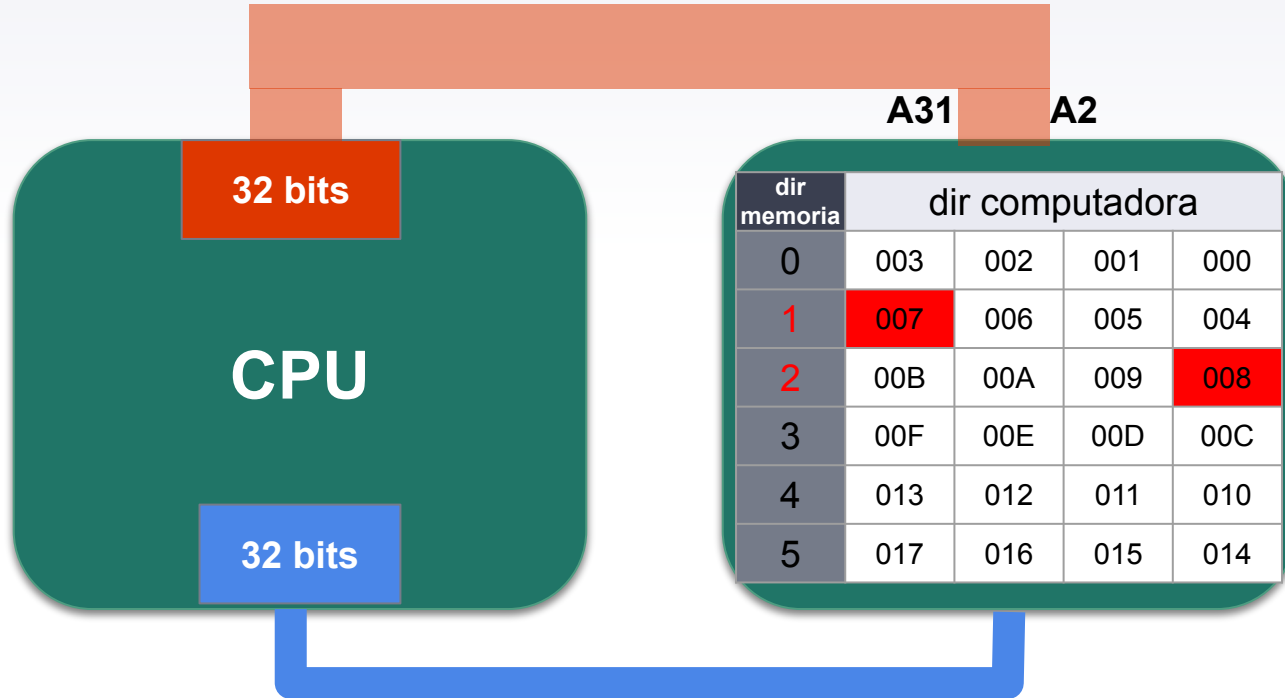 A31 A2
32 bits
dir memoria dir computadora
0 003 002 001 000
1 007 006 005 004
2 00B 00A 009 008
3 00F 00E 00D 00C
4 013 012 011 010
5 017 016 015 014
CPU
32 bits